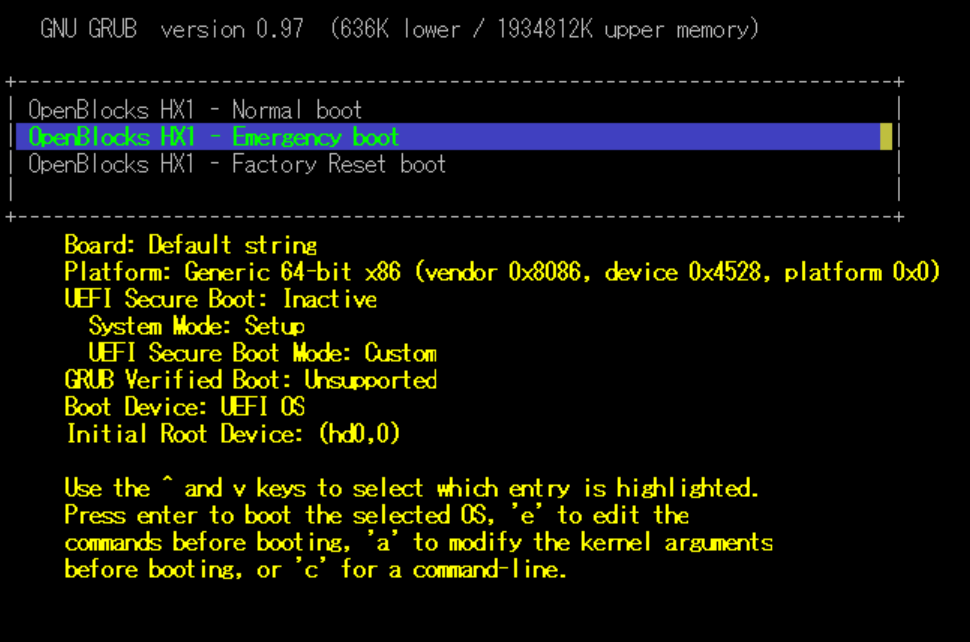 GNU GRUB  version 0.97  (636K lower / 1934812K upper memory)
OpenBlocks HX1 - Normal boot
OpenBlocks HX1 - Emergency boot
OpenBlocks HX1 - Factory Reset boot
Board: Default string
Platform: Generic 64-bit x86 (vendor 0x8086, device 0x4528, platform 0x0)
UEFI Secure Boot: Inactive
System Mode: Setup
UEFI Secure Boot Mode: Custom
GRUB Verified Boot: Unsupported
Boot Device: UEFI OS
Initial Root Device: (hd0,0)
Use the ^ and v keys to select which entry is highlighted.
Press enter to boot the selected OS, 'e' to edit the
commands before booting, 'a' to modify the kernel arguments
before booting, or 'c' for a command-line.